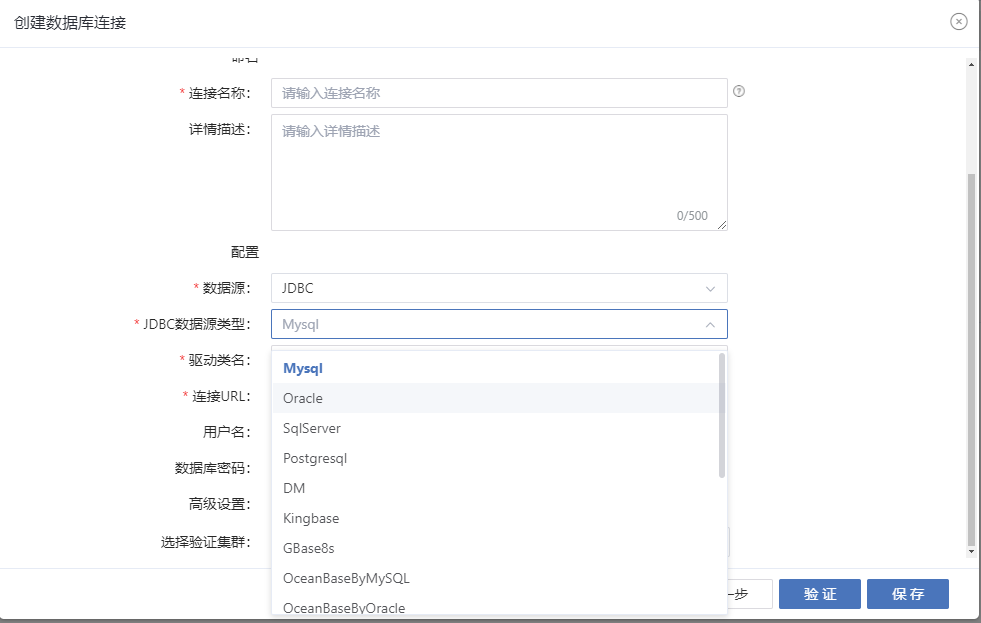 创建数据库连接
命名
* 连接名称：
请输入连接名称
详情描述：
请输入详情描述
0/500
配置
* 数据源：
JDBC
* JDBC数据源类型：
Mysql
* 驱动类名：
Mysql
* 连接URL：
Oracle
用户名：
SqlServer
数据库密码：
Postgresql
高级设置：
DM
选择验证集群：
Kingbase
GBase8s
OceanBaseByMySQL
OceanBaseByOracle
一步
验 证
保 存